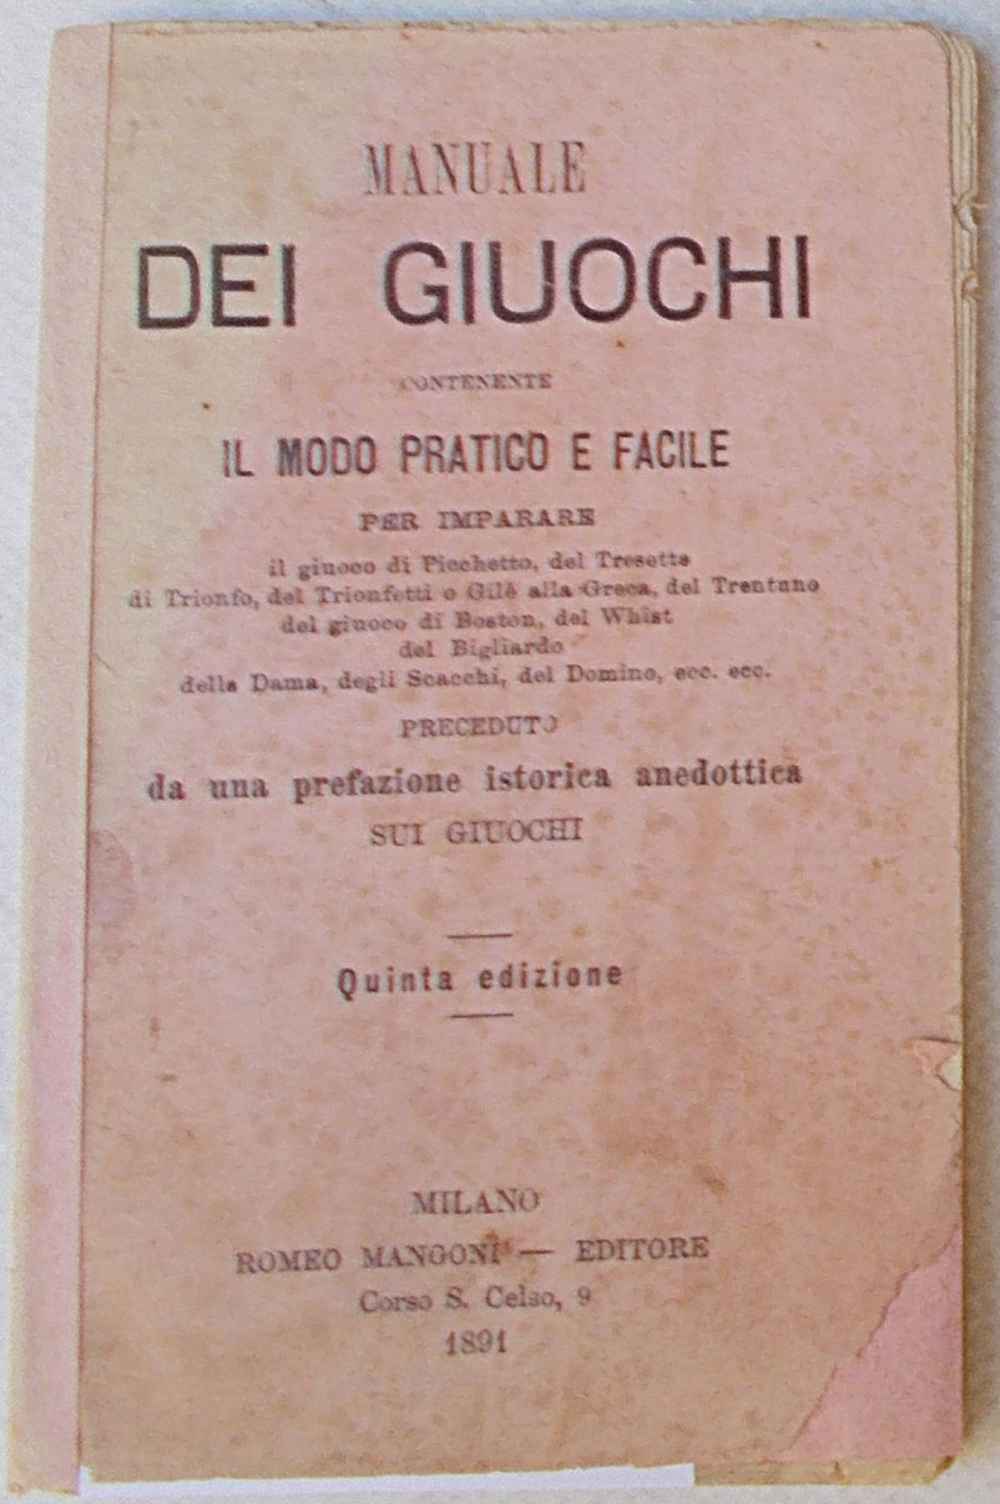 MANUALE
DEI GIUOCHI
CONTENENTE
IL MODO PRATICO E FACILE
PER IMPARARE
il giuoco di Picchetto, del Tresette
di Trionfo, del Trionfetti o Gilè alla Greca, del Trentuno
del giuoco di Boston, del Whist
del Bigliardo
della Dama, degli Scacchi, del Domino, ecc. ecc.
PRECEDUTO
da una prefazione istorica anedottica
SUI GIUOCHI
Quinta edizione
MILANO
ROMEO MANGONI — EDITORE
Corso S. Celso, 9
1891